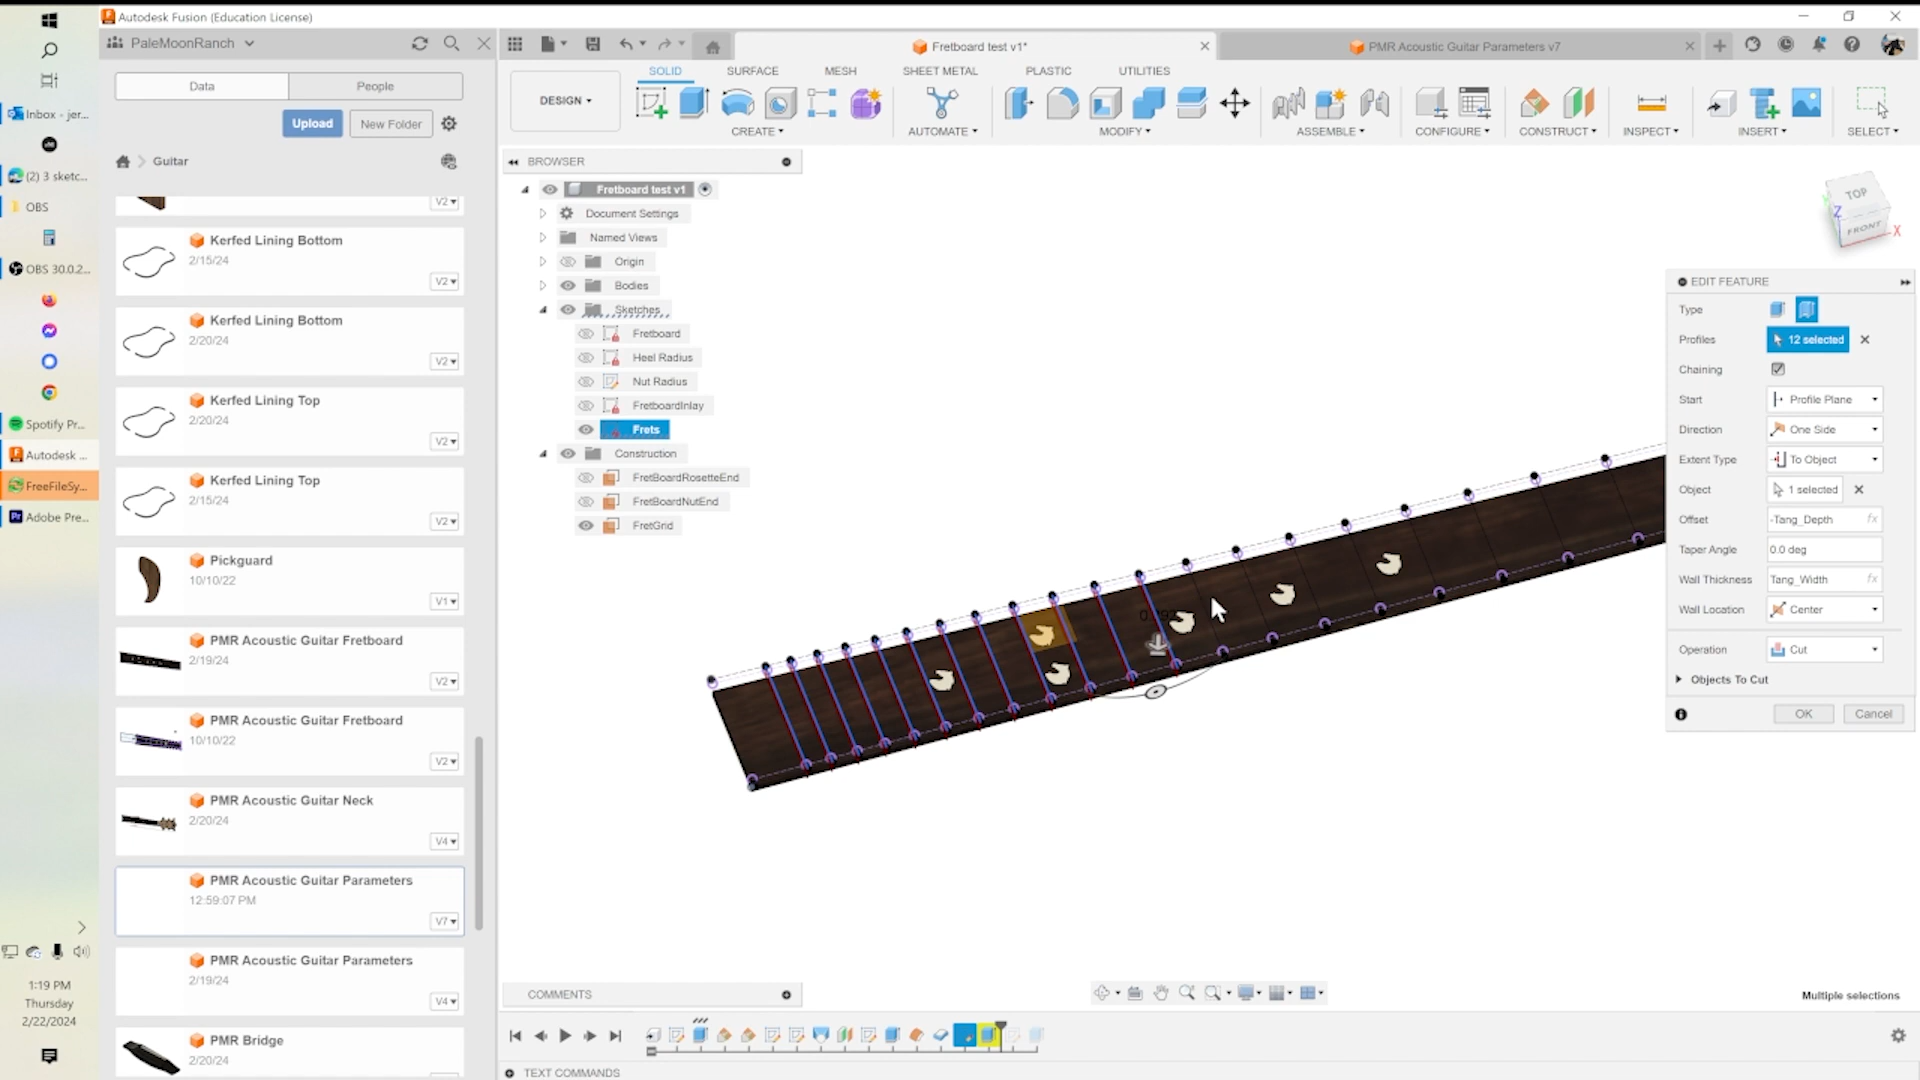 Autodesk Fusion (Education License)
PaleMoonRanch
Fretboard test v1*
PMR Acoustic Guitar Parameters v7
Data
People
Upload
New Folder
Guitar
V2
Kerfed Lining Bottom
2/15/24
V2
Kerfed Lining Bottom
2/20/24
V2
Kerfed Lining Top
2/20/24
V2
Kerfed Lining Top
2/15/24
V2
Pickguard
10/10/22
V1
PMR Acoustic Guitar Fretboard
2/19/24
V2
PMR Acoustic Guitar Fretboard
10/10/22
V2
PMR Acoustic Guitar Neck
2/20/24
V4
PMR Acoustic Guitar Parameters
12:59:07 PM
V7
PMR Acoustic Guitar Parameters
2/19/24
V4
PMR Bridge
2/20/24
Inbox - jer...
(2) 3 sketc...
OBS
OBS 30.0.2...
Spotify Pr...
Autodesk ...
FreeFileSy...
Adobe Pre...
1:19 PM
Thursday
2/22/2024
SOLID
SURFACE
MESH
SHEET METAL
PLASTIC
UTILITIES
DESIGN
CREATE
AUTOMATE
MODIFY
ASSEMBLE
CONFIGURE
CONSTRUCT
INSPECT
INSERT
SELECT
BROWSER
Fretboard test v1
Document Settings
Named Views
Origin
Bodies
Sketches
Fretboard
Heel Radius
Nut Radius
FretboardInlay
Frets
Construction
FretBoardRosetteEnd
FretBoardNutEnd
FretGrid
TOP
FRONT
Z
X
EDIT FEATURE
Type
Profiles 12 selected
Chaining
Start Profile Plane
Direction One Side
Extent Type To Object
Object 1 selected
Offset -Tang_Depth fx
Taper Angle 0.0 deg
Wall Thickness Tang_Width fx
Wall Location Center
Operation Cut
Objects To Cut
OK
Cancel
COMMENTS
Multiple selections
TEXT COMMANDS